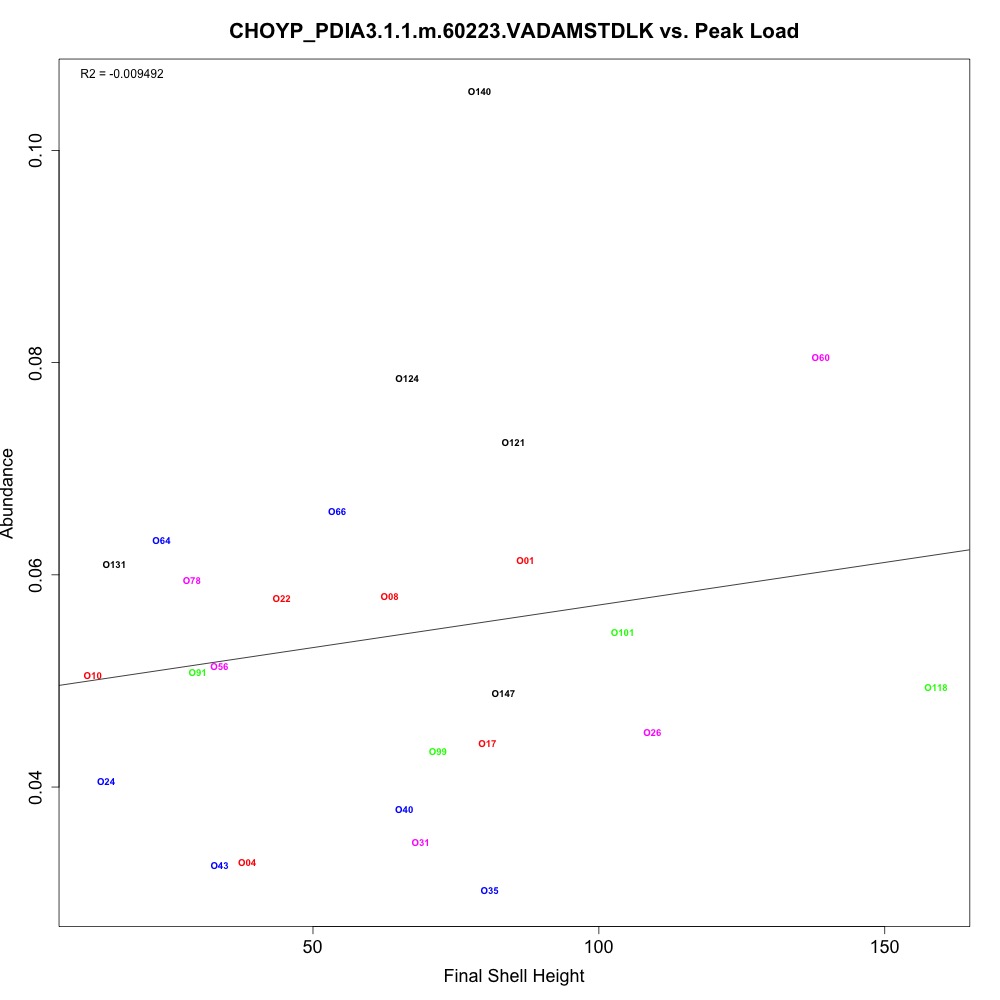 CHOYP_PDIA3.1.1.m.60223.VADAMSTDLK vs. Peak Load
R2 = -0.009492
O140
0.10
O60
0.08
O124
O121
Abundance
O66
O64
O131
O01
0.06
O78
O22
O08
O101
O56
O91
O10
O118
O147
O26
O17
O99
O24
0.04
O40
O31
O43
O04
O35
50
100
150
Final Shell Height